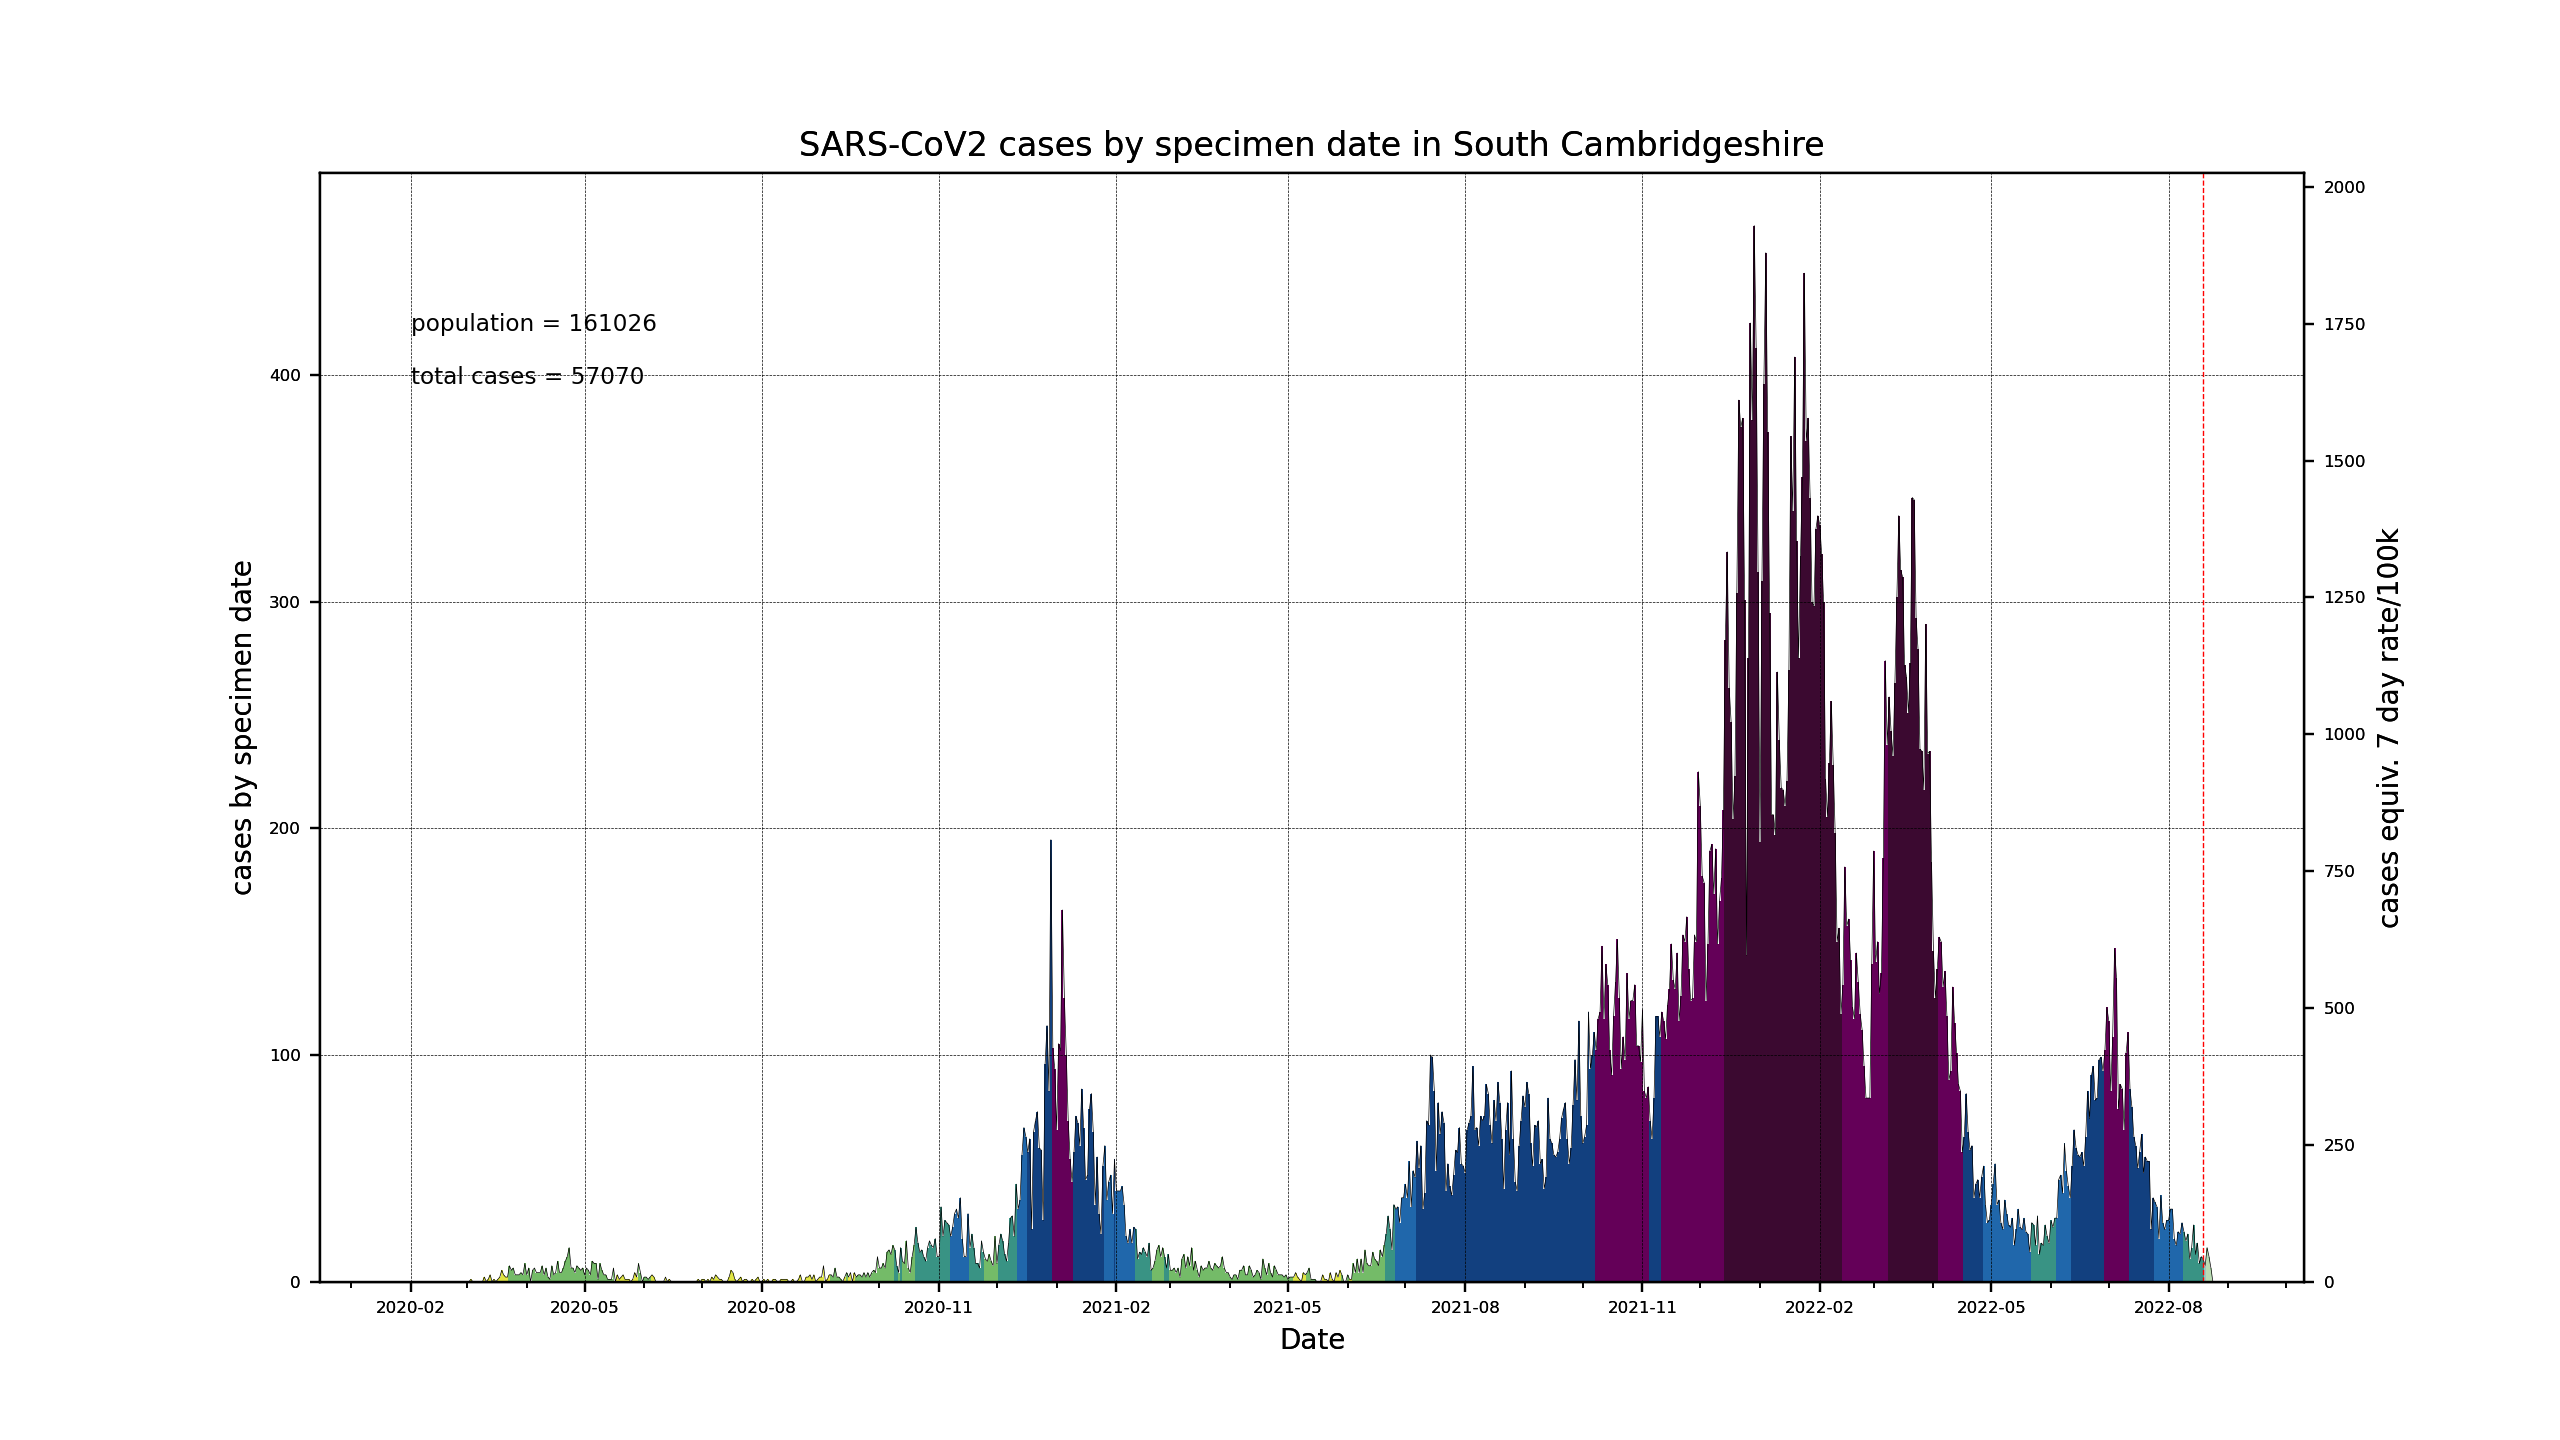 SARS-CoV2 cases by specimen date in South Cambridgeshire
population = 161026
total cases = 57070
cases by specimen date
400
300
200
100
0
2000
1750
1500
1250
1000
750
500
250
0
cases equiv. 7 day rate/100k
2020-02 2020-05 2020-08 2020-11 2021-02 2021-05 2021-08 2021-11 2022-02 2022-05 2022-08
Date